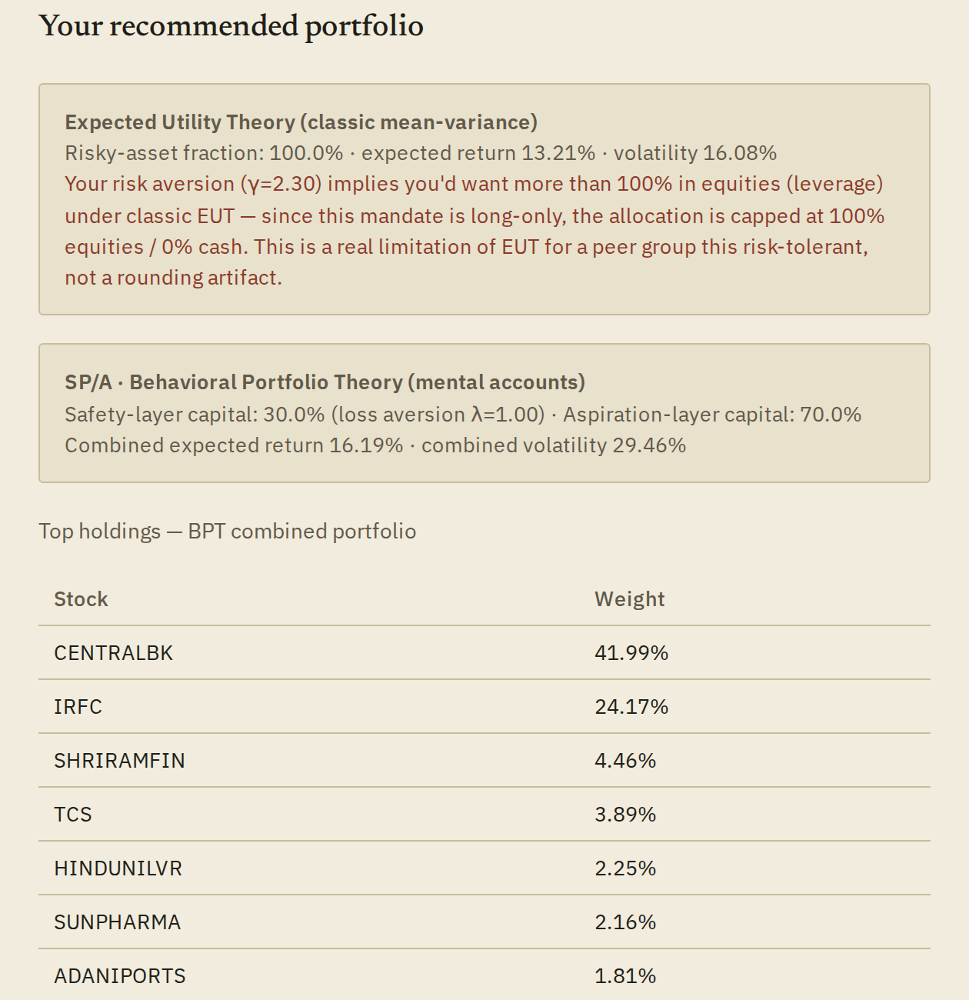 Your recommended portfolio
Expected Utility Theory (classic mean-variance)
Risky-asset fraction: 100.0% · expected return 13.21% · volatility 16.08%
Your risk aversion (γ=2.30) implies you'd want more than 100% in equities (leverage)
under classic EUT — since this mandate is long-only, the allocation is capped at 100%
equities / 0% cash. This is a real limitation of EUT for a peer group this risk-tolerant,
not a rounding artifact.
SP/A · Behavioral Portfolio Theory (mental accounts)
Safety-layer capital: 30.0% (loss aversion λ=1.00) · Aspiration-layer capital: 70.0%
Combined expected return 16.19% · combined volatility 29.46%
Top holdings — BPT combined portfolio
Stock Weight
CENTRALBK 41.99%
IRFC 24.17%
SHRIRAMFIN 4.46%
TCS 3.89%
HINDUNILVR 2.25%
SUNPHARMA 2.16%
ADANIPORTS 1.81%